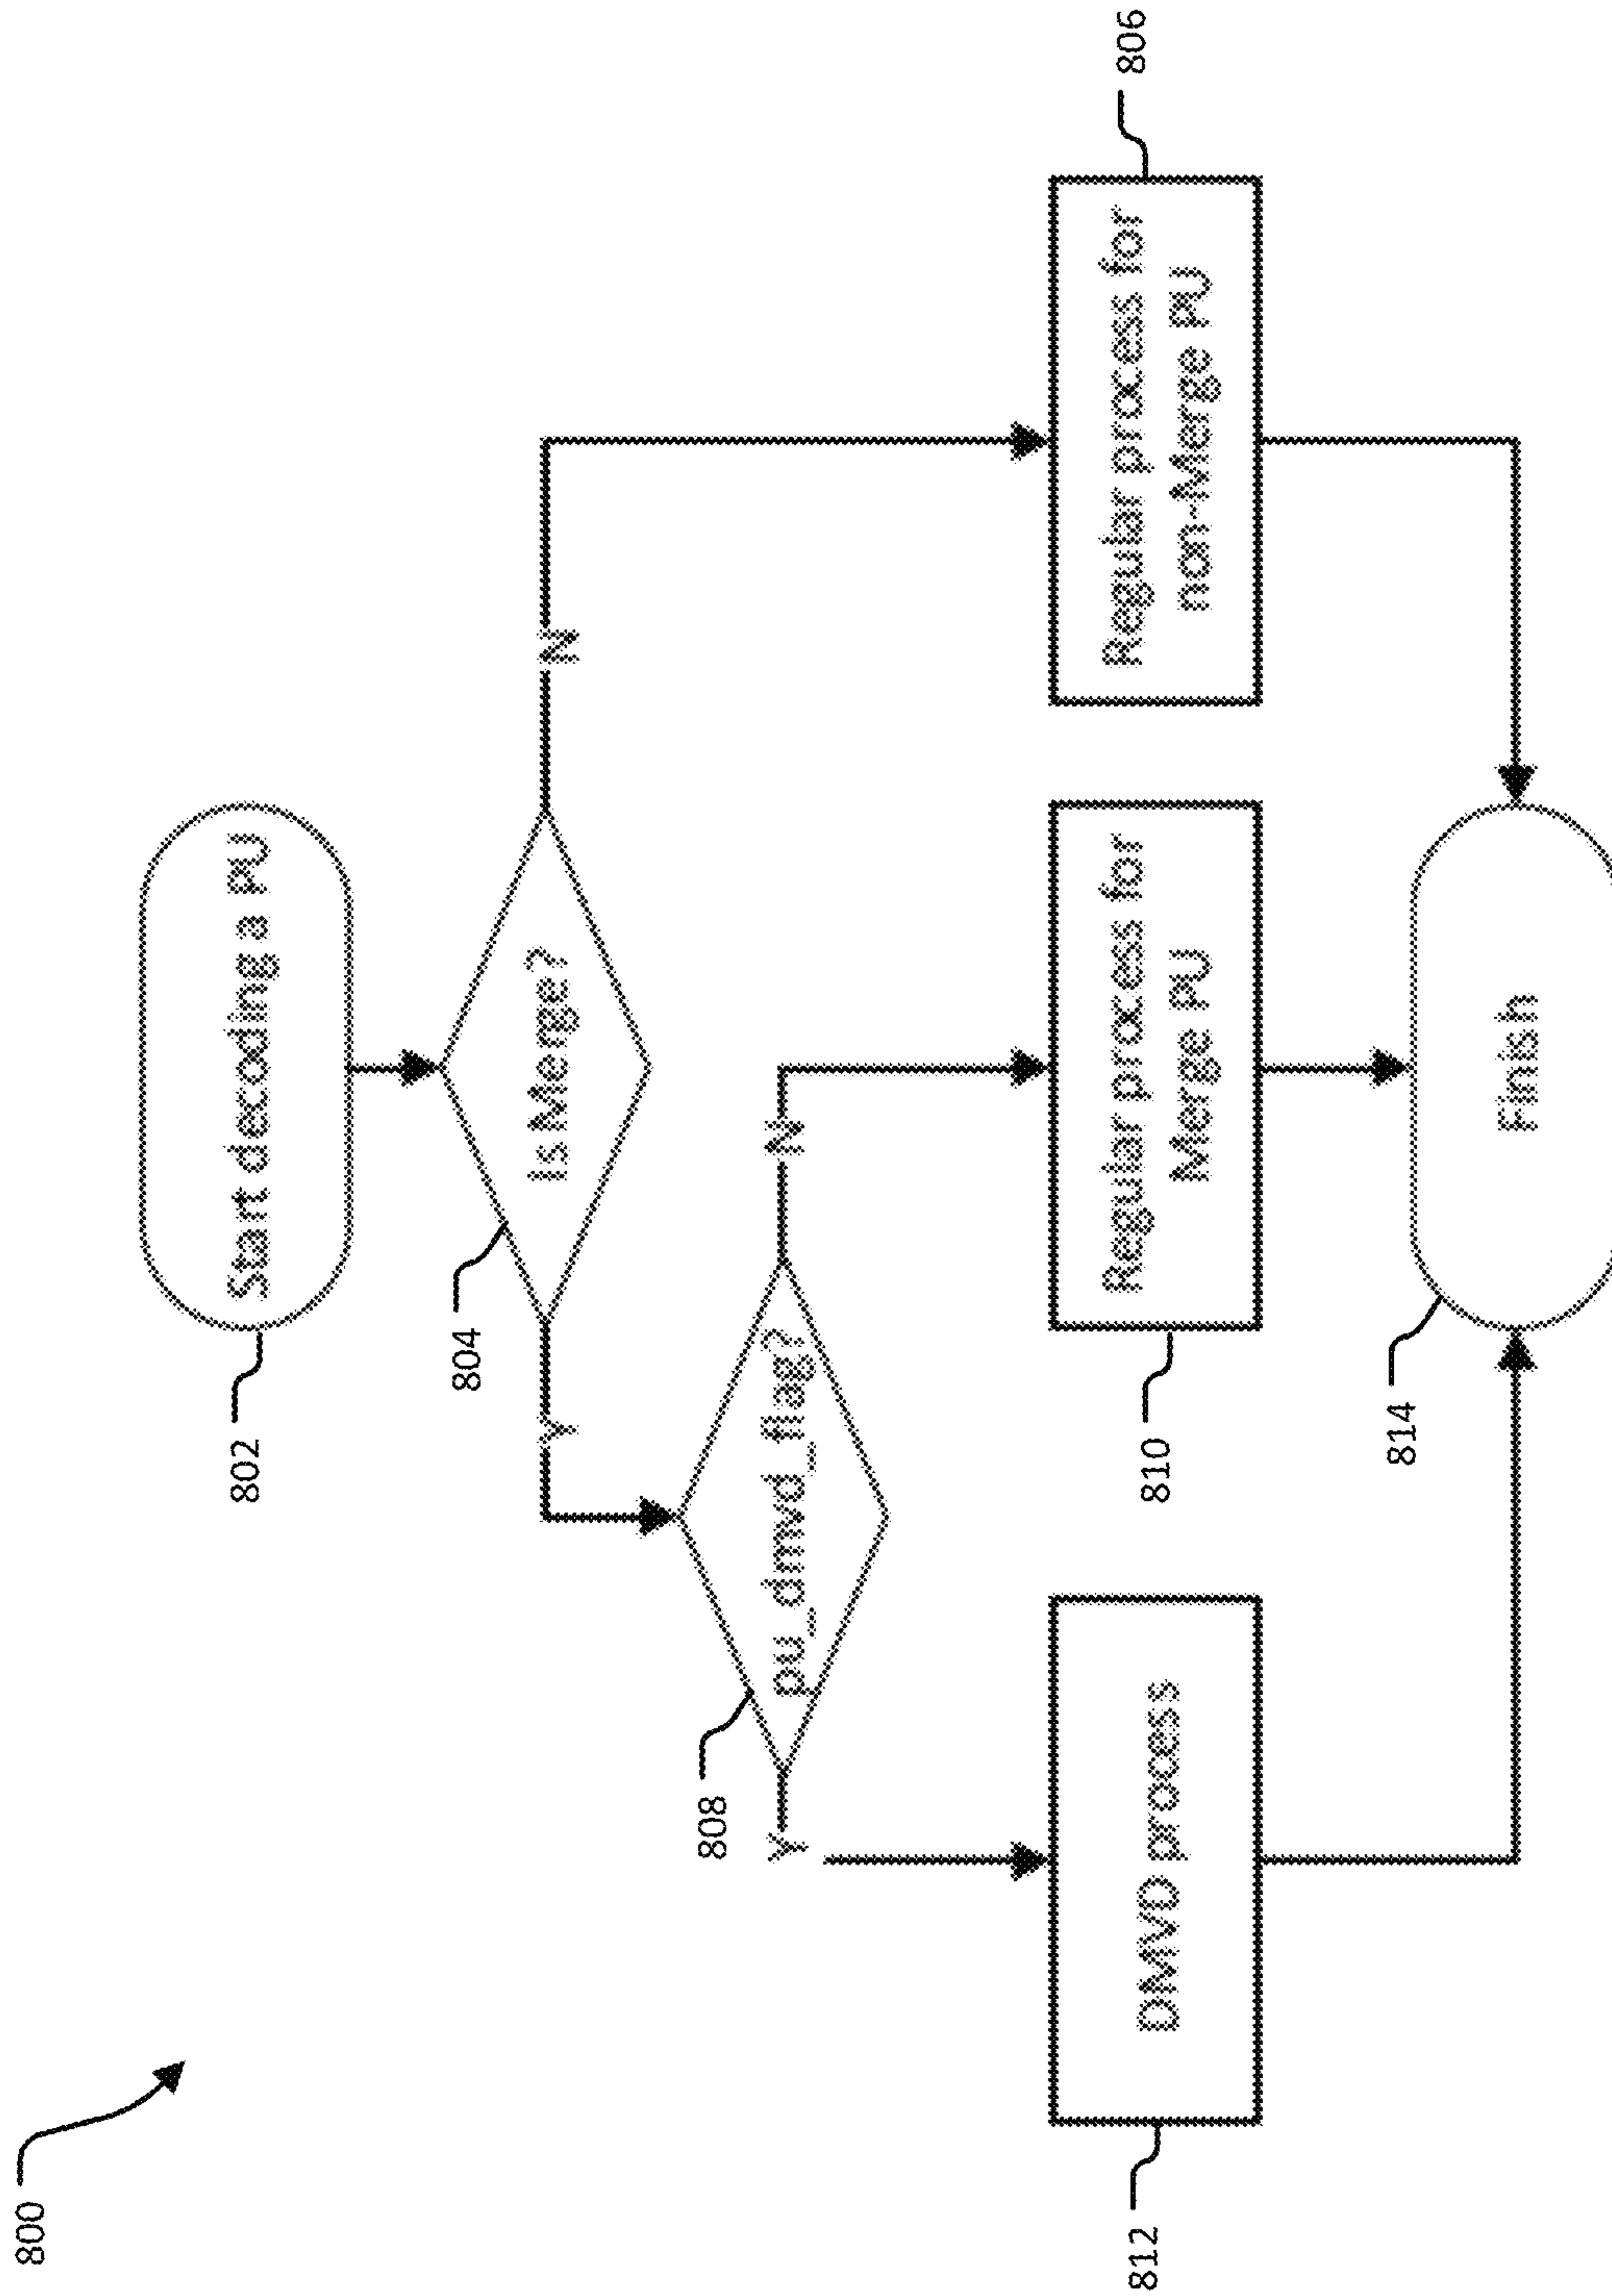 800
802
Start decoding a PU
804
Is Merge?
Y
N
808
pu_dmvd_flag?
Y
N
812
DMVD process
810
Regular process for
Merge PU
Regular process for
non-Merge PU
806
814
Finish